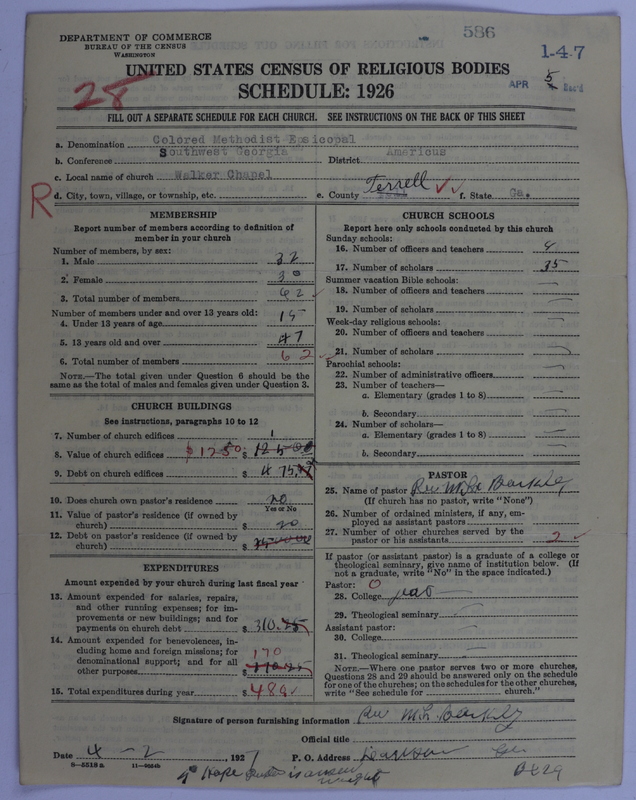 DEPARTMENT OF COMMERCE
BUREAU OF THE CENSUS
WASHINGTON
586
1-4-7
APR 5 Rec'd
UNITED STATES CENSUS OF RELIGIOUS BODIES
SCHEDULE: 1926
28
FILL OUT A SEPARATE SCHEDULE FOR EACH CHURCH. SEE INSTRUCTIONS ON THE BACK OF THIS SHEET
a. Denomination Colored Methodist Epsicopal
b. Conference Southwest Georgia District Americus
c. Local name of church Walker Chapel
R d. City, town, village, or township, etc. e. County Terrell f. State Ga.
MEMBERSHIP
Report number of members according to definition of
member in your church
Number of members, by sex:
1. Male 32
2. Female 30
3. Total number of members 62
Number of members under and over 13 years old:
4. Under 13 years of age 15
5. 13 years old and over 47
6. Total number of members 62
NOTE.—The total given under Question 6 should be the
same as the total of males and females given under Question 3.
CHURCH BUILDINGS
See instructions, paragraphs 10 to 12
7. Number of church edifices 1
8. Value of church edifices $1250 $ 1250
9. Debt on church edifices $ 475
10. Does church own pastor's residence no
Yes or No
11. Value of pastor's residence (if owned by
church) $ no
12. Debt on pastor's residence (if owned by
church) $
EXPENDITURES
Amount expended by your church during last fiscal year
13. Amount expended for salaries, repairs,
and other running expenses; for im-
provements or new buildings; and for
payments on church debt $ 310.25
14. Amount expended for benevolences, in-
cluding home and foreign missions; for
denominational support; and for all
other purposes 170 $ 170.25
15. Total expenditures during year $ 480
CHURCH SCHOOLS
Report here only schools conducted by this church
Sunday schools:
16. Number of officers and teachers 4
17. Number of scholars 35
Summer vacation Bible schools:
18. Number of officers and teachers
19. Number of scholars
Week-day religious schools:
20. Number of officers and teachers
21. Number of scholars
Parochial schools:
22. Number of administrative officers
23. Number of teachers—
a. Elementary (grades 1 to 8)
b. Secondary
24. Number of scholars—
a. Elementary (grades 1 to 8)
b. Secondary
PASTOR
25. Name of pastor Rev. Barkly
(If church has no pastor, write "None")
26. Number of ordained ministers, if any, em-
ployed as assistant pastors
27. Number of other churches served by the
pastor or his assistants 2
If pastor (or assistant pastor) is a graduate of a college or
theological seminary, give name of institution below. (If
not a graduate, write "No" in the space indicated.)
Pastor: 0
28. College
29. Theological seminary
Assistant pastor:
30. College
31. Theological seminary
NOTE.—Where one pastor serves two or more churches,
Questions 28 and 29 should be answered only on the schedule
for one of the churches; on the schedules for the other churches,
write "See schedule for church."
Signature of person furnishing information Rev Barkly
Official title
Date 4 - 2, 1927 P. O. Address
8—5518 a
I Hope